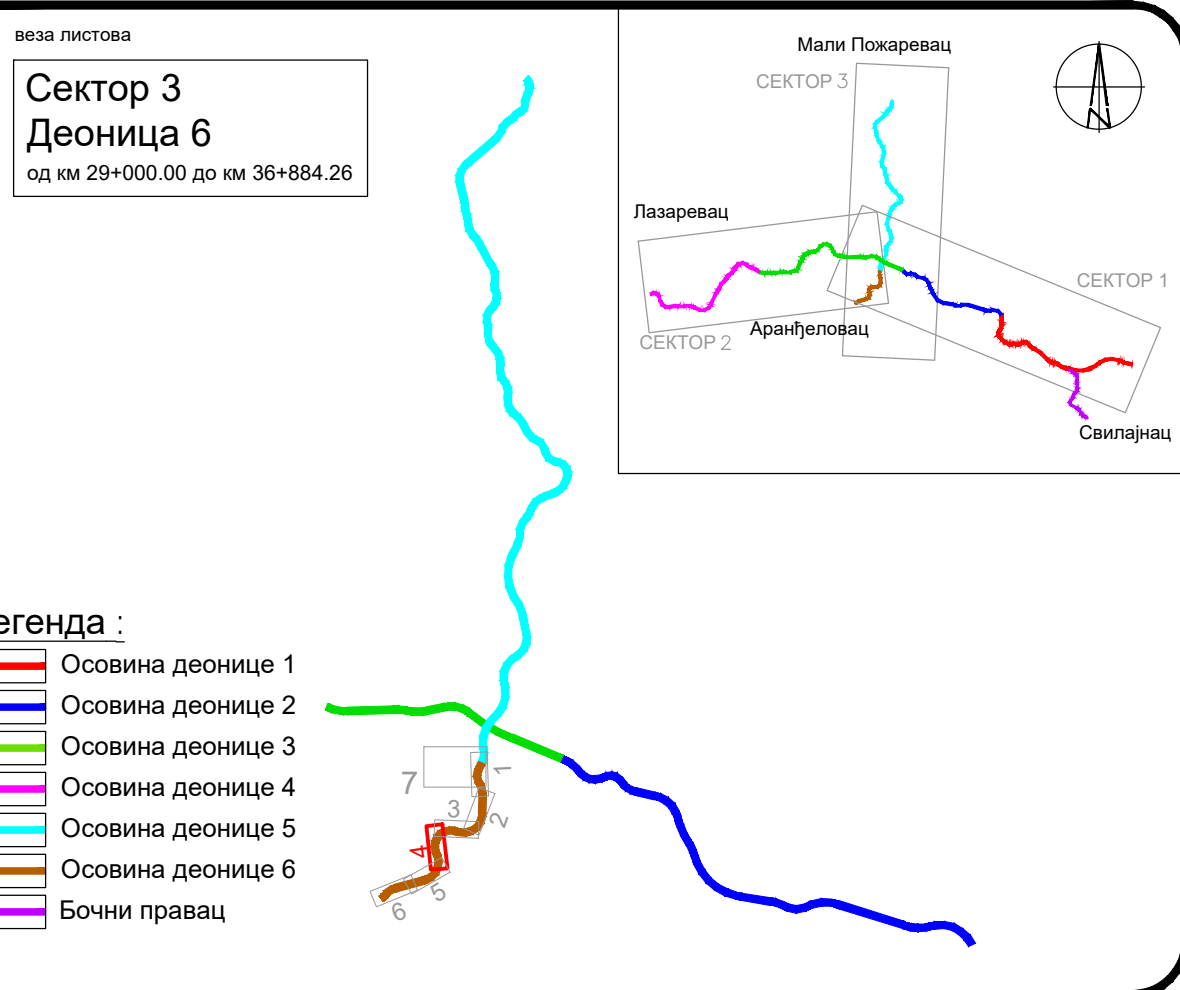 веза листова
Сектор 3
Деоница 6
од км 29+000.00 до км 36+884.26
Мали Пожаревац
СЕКТОР 3
N
Лазаревац
СЕКТОР 1
Аранђеловац
СЕКТОР 2
Свилајнац
егенда :
Осовина деонице 1
Осовина деонице 2
Осовина деонице 3
Осовина деонице 4
Осовина деонице 5
Осовина деонице 6
Бочни правац
7
1
3
2
4
5
6